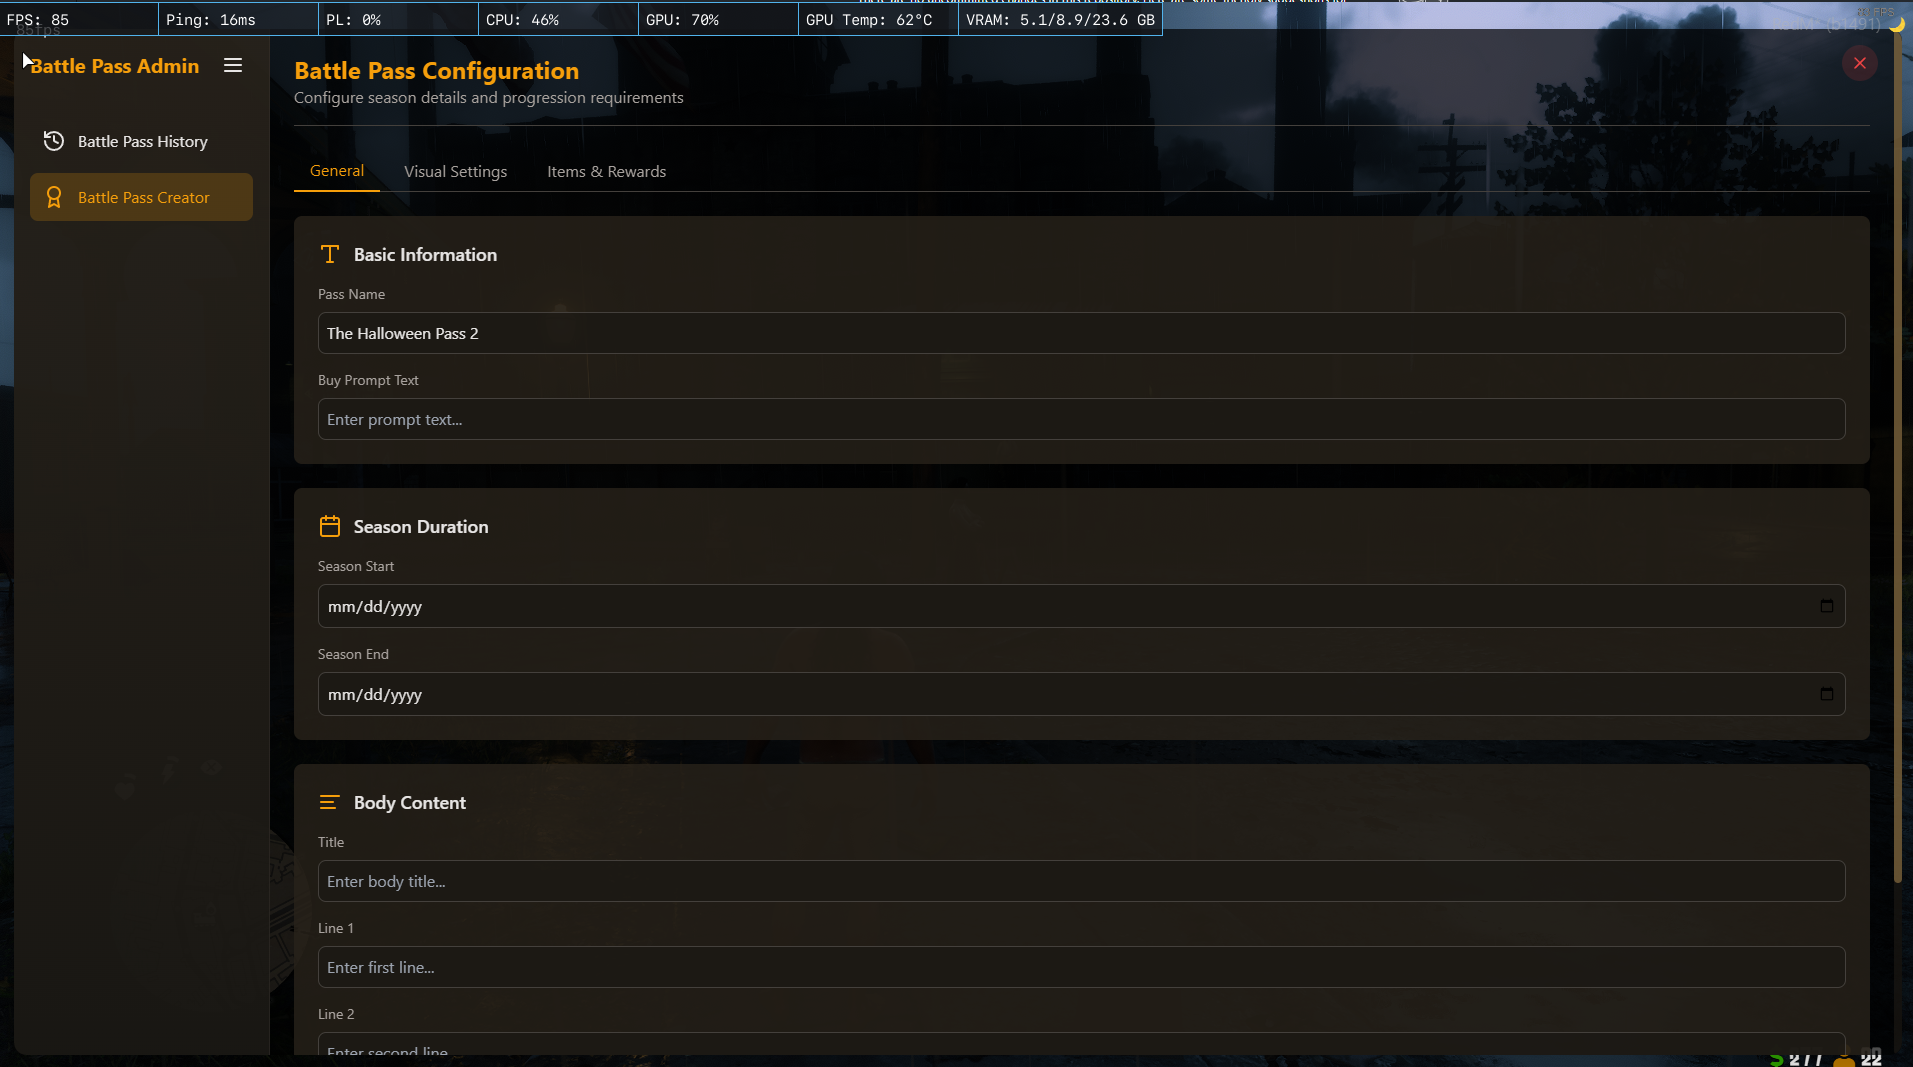 FPS: 85
Ping: 16ms
PL: 0%
CPU: 46%
GPU: 70%
GPU Temp: 62°C
VRAM: 5.1/8.9/23.6 GB
85fps
Battle Pass Admin
Battle Pass History
Battle Pass Creator
Battle Pass Configuration
Configure season details and progression requirements
General
Visual Settings
Items & Rewards
Basic Information
Pass Name
The Halloween Pass 2
Buy Prompt Text
Enter prompt text...
Season Duration
Season Start
mm/dd/yyyy
Season End
mm/dd/yyyy
Body Content
Title
Enter body title...
Line 1
Enter first line...
Line 2
Enter second line
$ 277
22